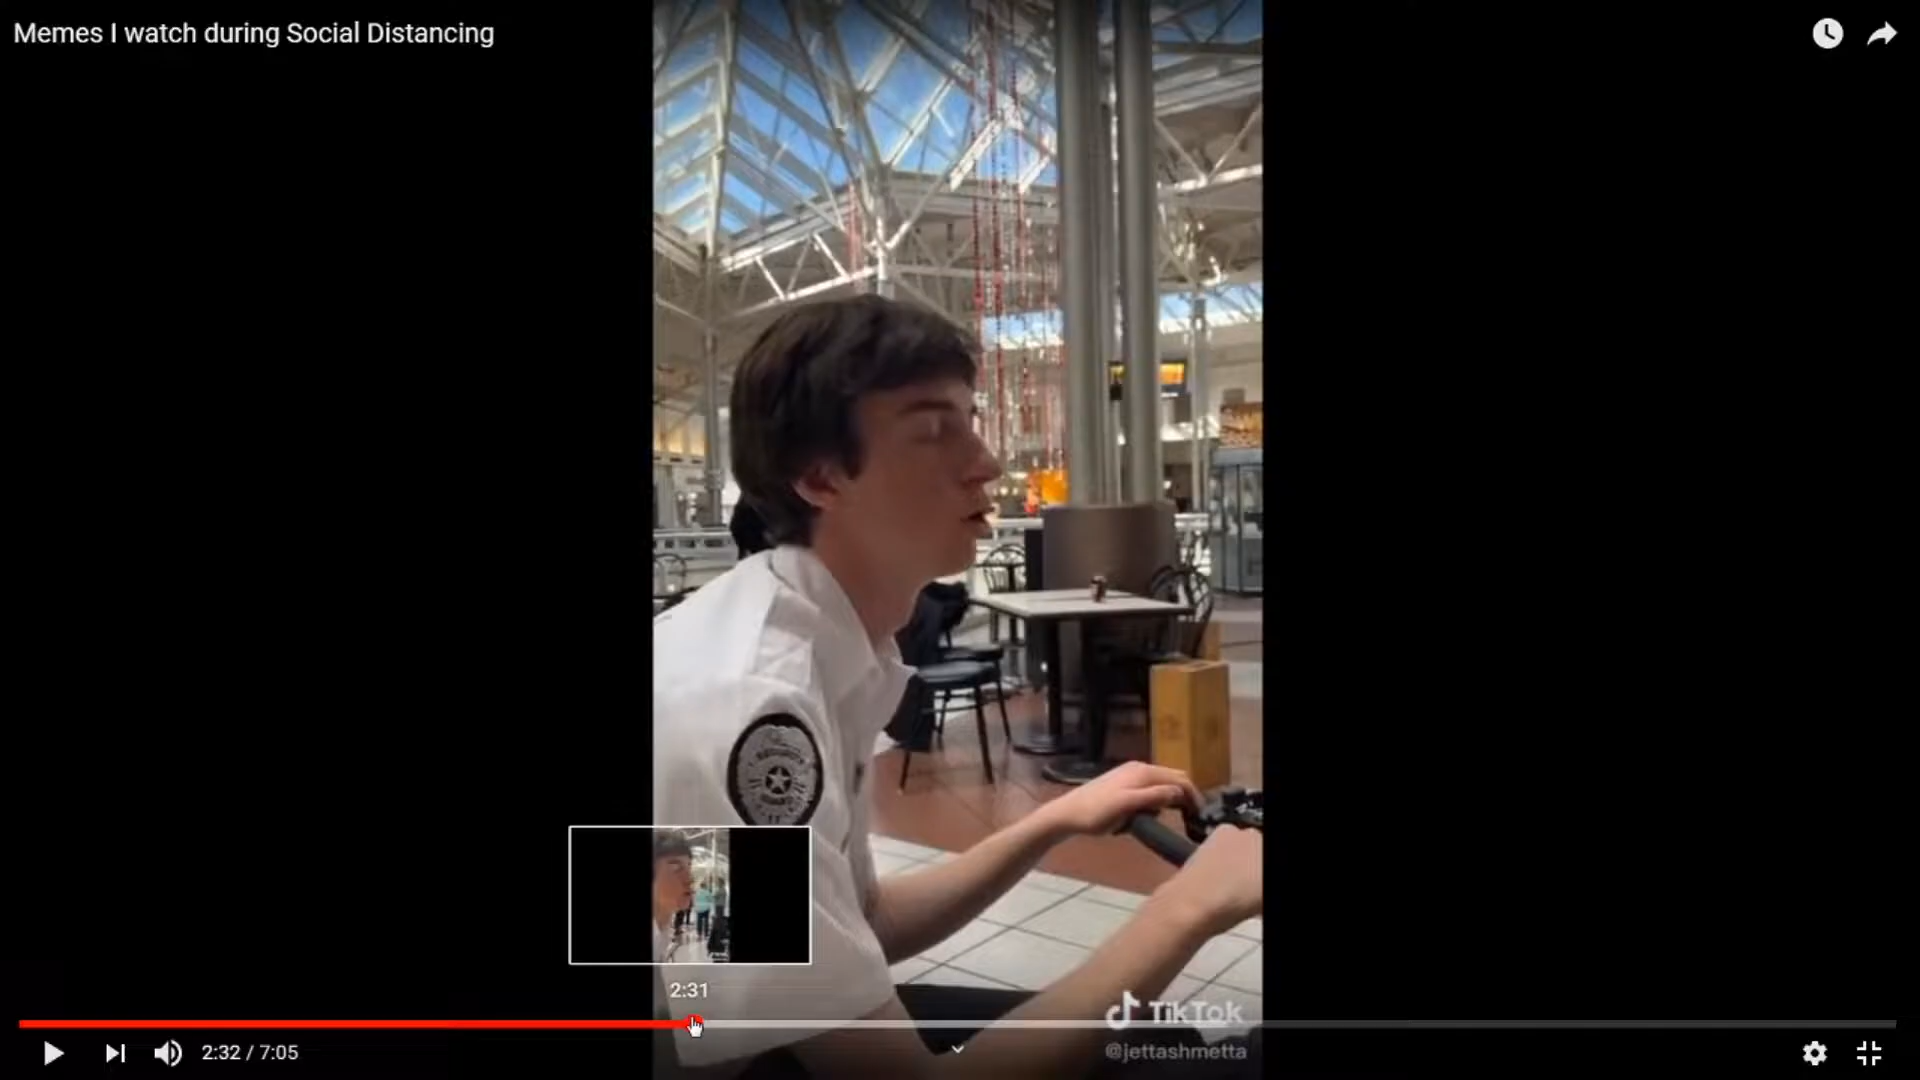 Memes I watch during Social Distancing
2:31
TikTok
@jettashmetta
2:32 / 7:05